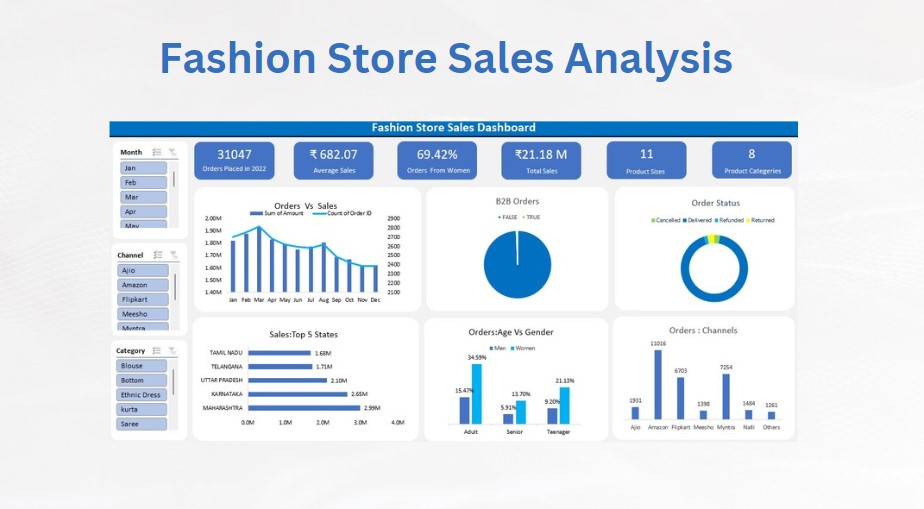 Fashion Store Sales Analysis
Fashion Store Sales Dashboard
Month
Jan
Feb
Mar
Apr
May
Channel
Ajio
Amazon
Flipkart
Meesho
Myntra
Category
Blouse
Bottom
Ethnic Dress
kurta
Saree
31047
Orders Placed in 2022
₹ 682.07
Average Sales
69.42%
Orders From Women
₹21.18 M
Total Sales
11
Product Sizes
8
Product Categeries
Orders Vs Sales
Sum of Amount Count of Order ID
2.00M
1.90M
1.80M
1.70M
1.60M
1.50M
1.40M
2900
2800
2700
2600
2500
2400
2300
2200
2100
Jan Feb Mar Apr May Jun Jul Aug Sep Oct Nov Dec
B2B Orders
FALSE TRUE
Order Status
Cancelled Delivered Refunded Returned
Sales:Top 5 States
TAMIL NADU 1.68M
TELANGANA 1.71M
UTTAR PRADESH 2.10M
KARNATAKA 2.65M
MAHARASHTRA 2.99M
0.0M 1.0M 2.0M 3.0M 4.0M
Orders:Age Vs Gender
Men Women
15.47% 34.59%
5.91% 13.70%
9.20% 21.13%
Adult Senior Teenager
Orders : Channels
1931 11016 6703 1398 7254 1484 1261
Ajio Amazon Flipkart Meesho Myntra Nalli Others